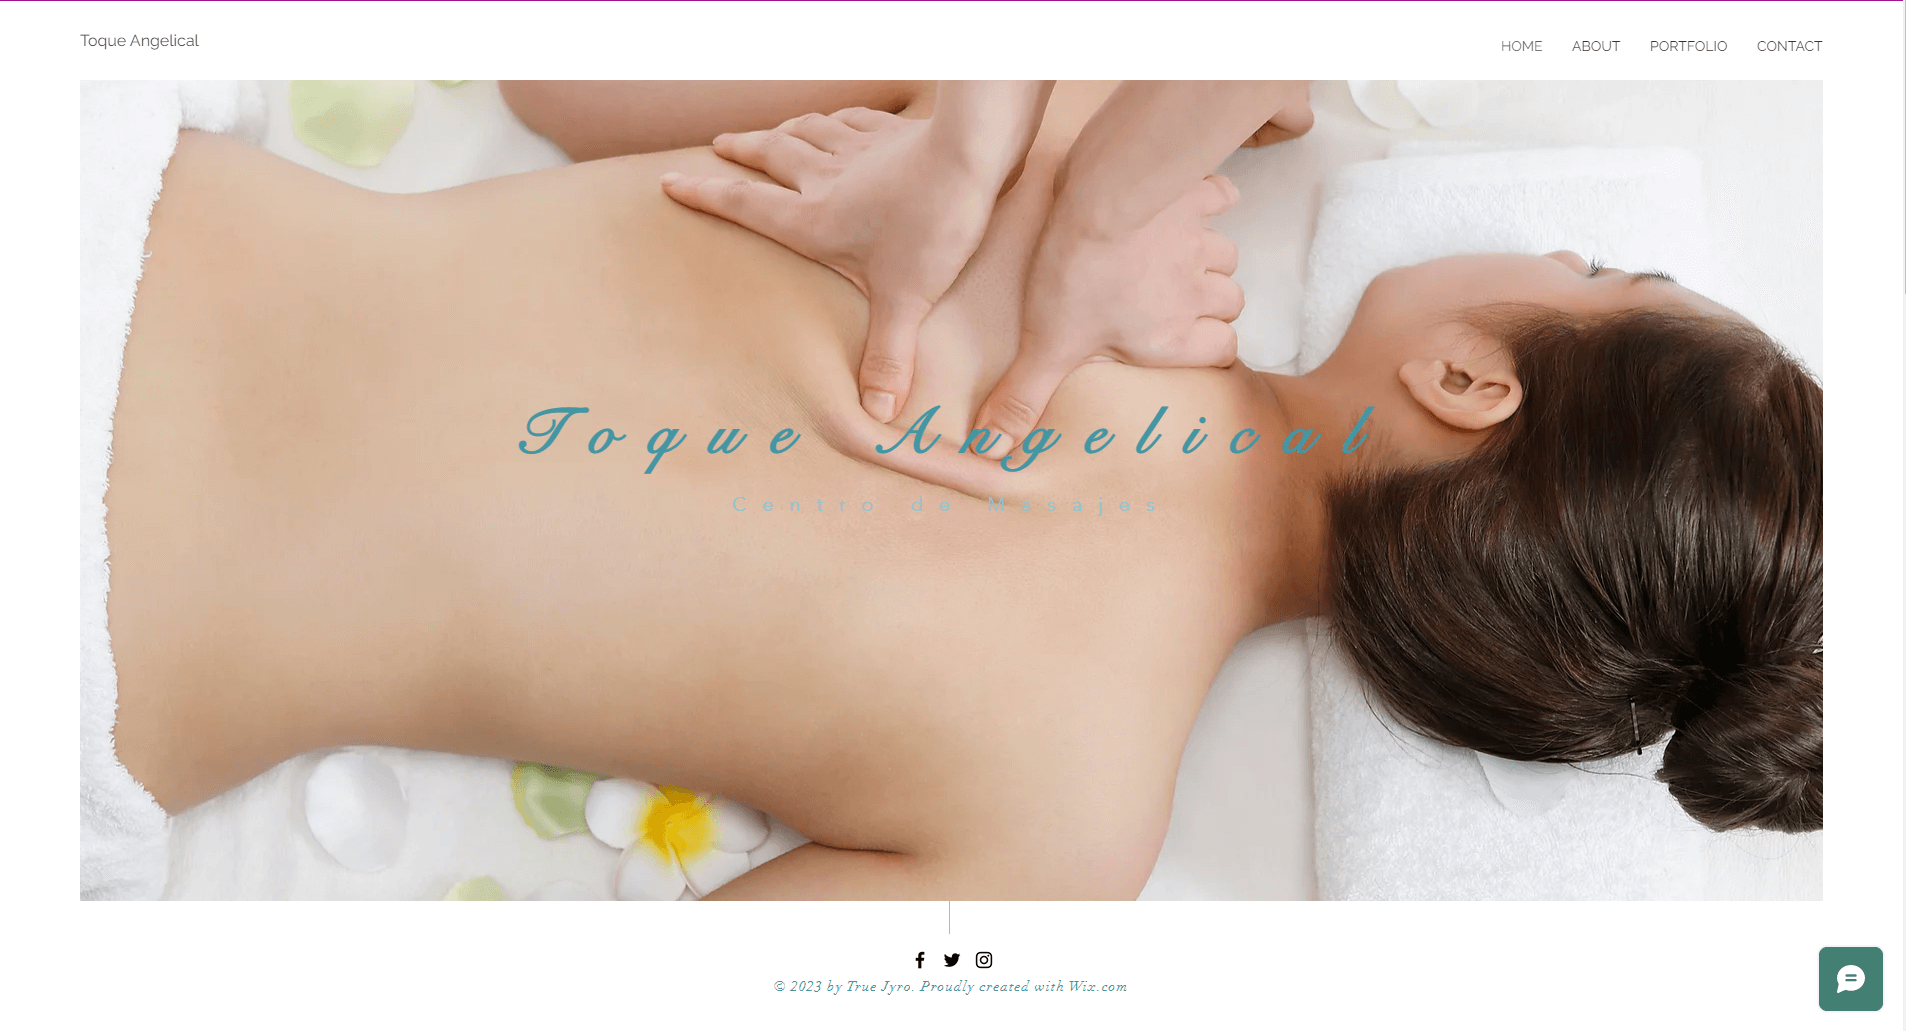 Toque Angelical
HOME ABOUT PORTFOLIO CONTACT
Toque Angelical
Centro de Masajes
© 2023 by True Jyro. Proudly created with Wix.com